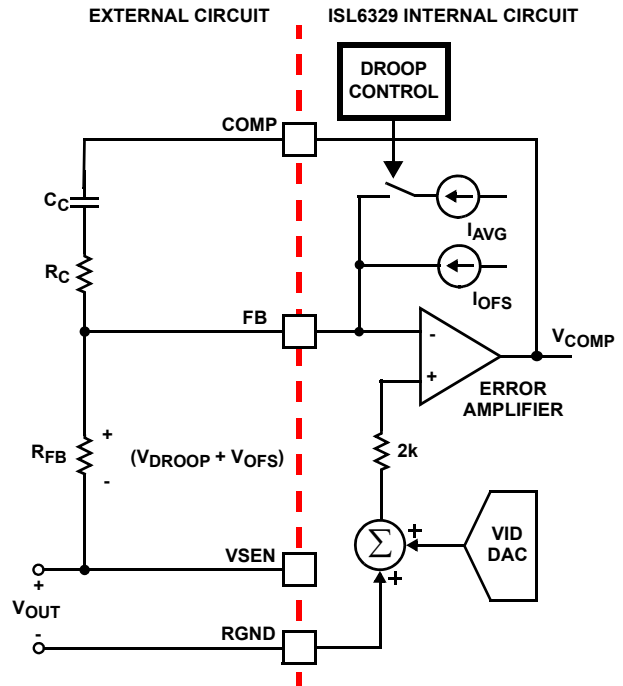 EXTERNAL CIRCUIT
ISL6329 INTERNAL CIRCUIT
DROOP
CONTROL
COMP
CC
IAVG
RC
IOFS
FB
VCOMP
-
+
ERROR
AMPLIFIER
+
RFB
(VDROOP + VOFS)
-
2k
VSEN
Σ
+
VID
DAC
+
+
VOUT
-
RGND